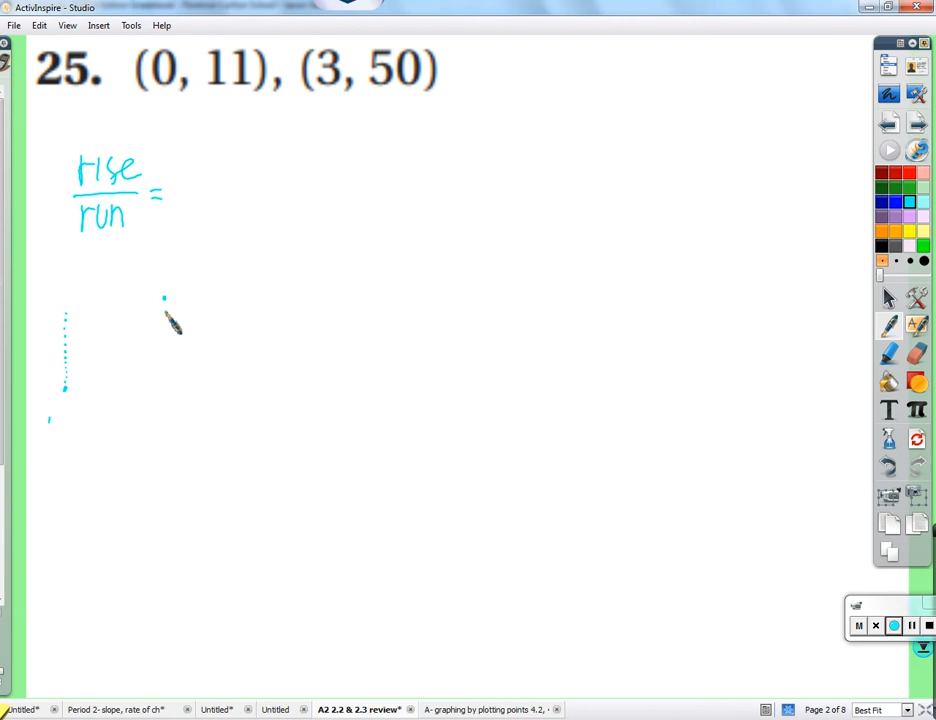 ActivInspire - Studio
File Edit View Insert Tools Help
25. (0, 11), (3, 50)
rise
run
=
M
Untitled* Period 2- slope, rate of ch* Untitled* Untitled A2 2.2 & 2.3 review* A- graphing by plotting points 4.2, Page 2 of 8 Best Fit